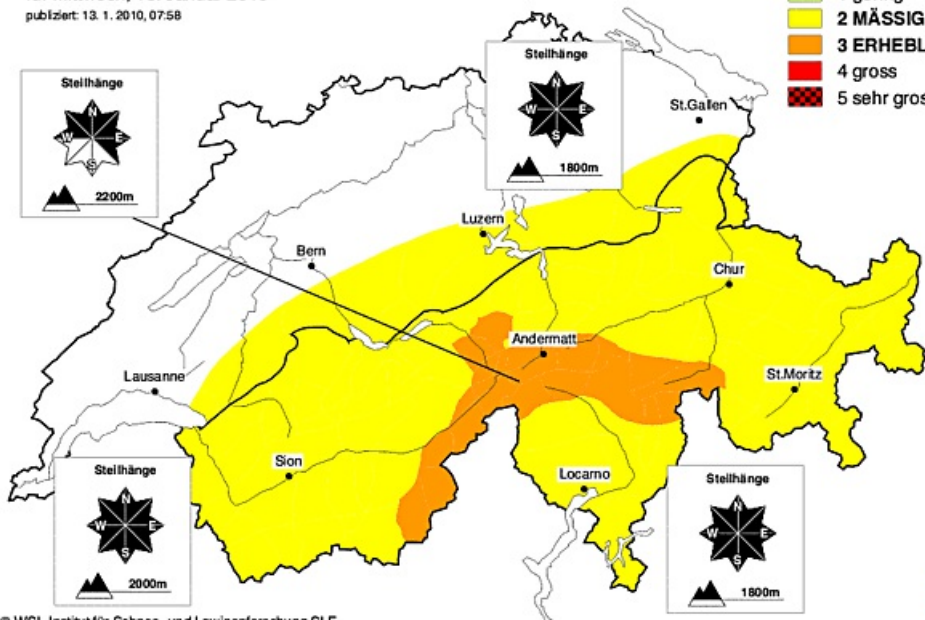 publiziert: 13. 1. 2010, 07:58
2 MÄSSIG
3 ERHEBL
4 gross
5 sehr gros
Steilhänge
N
W E
S
2200m
Steilhänge
N
W E
S
1800m
St.Gallen
Luzern
Bern
Chur
Andermatt
Lausanne
St.Moritz
Sion
Locarno
Steilhänge
N
W E
S
2000m
Steilhänge
N
W E
S
1800m